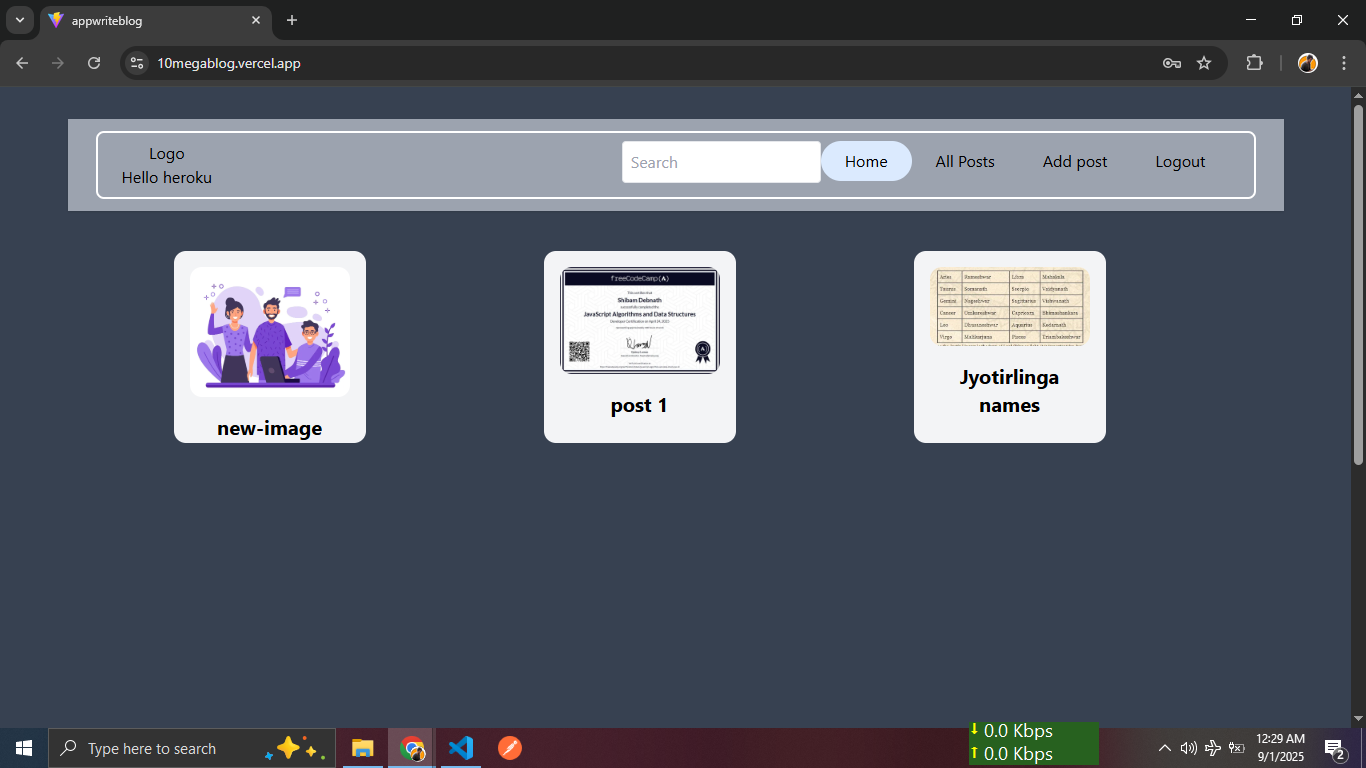 appwriteblog
10megablog.vercel.app
Logo
Hello heroku
Search
Home
All Posts
Add post
Logout
new-image
freeCodeCamp(A)
Shibam Debnath
JavaScript Algorithms and Data Structures
post 1
Aries Rameshwar Libra Mahakala
Taurus Somanath Scorpio Vaidyanath
Gemini Nageshwar Sagittarius Vishwanath
Cancer Omkareshwar Capricorn Bhimashankara
Leo Ghrneshwar Aquarius Kedarnath
Virgo Mallikarjuna Pisces Triambakeshwar
Jyotirlinga
names
Type here to search
0.0 Kbps
0.0 Kbps
12:29 AM
9/1/2025
2